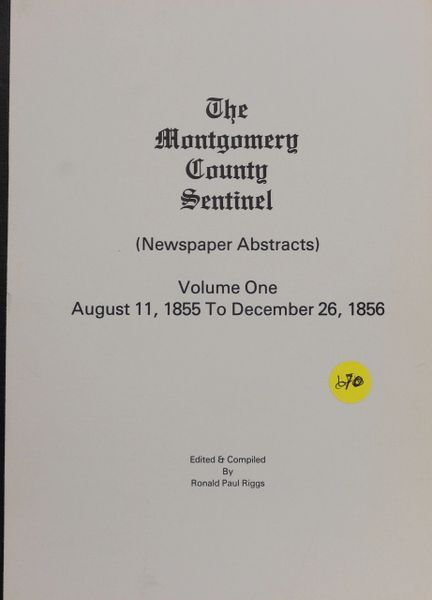 The
Montgomery
County
Sentinel
(Newspaper Abstracts)
Volume One
August 11, 1855 To December 26, 1856
670
Edited & Compiled
By
Ronald Paul Riggs